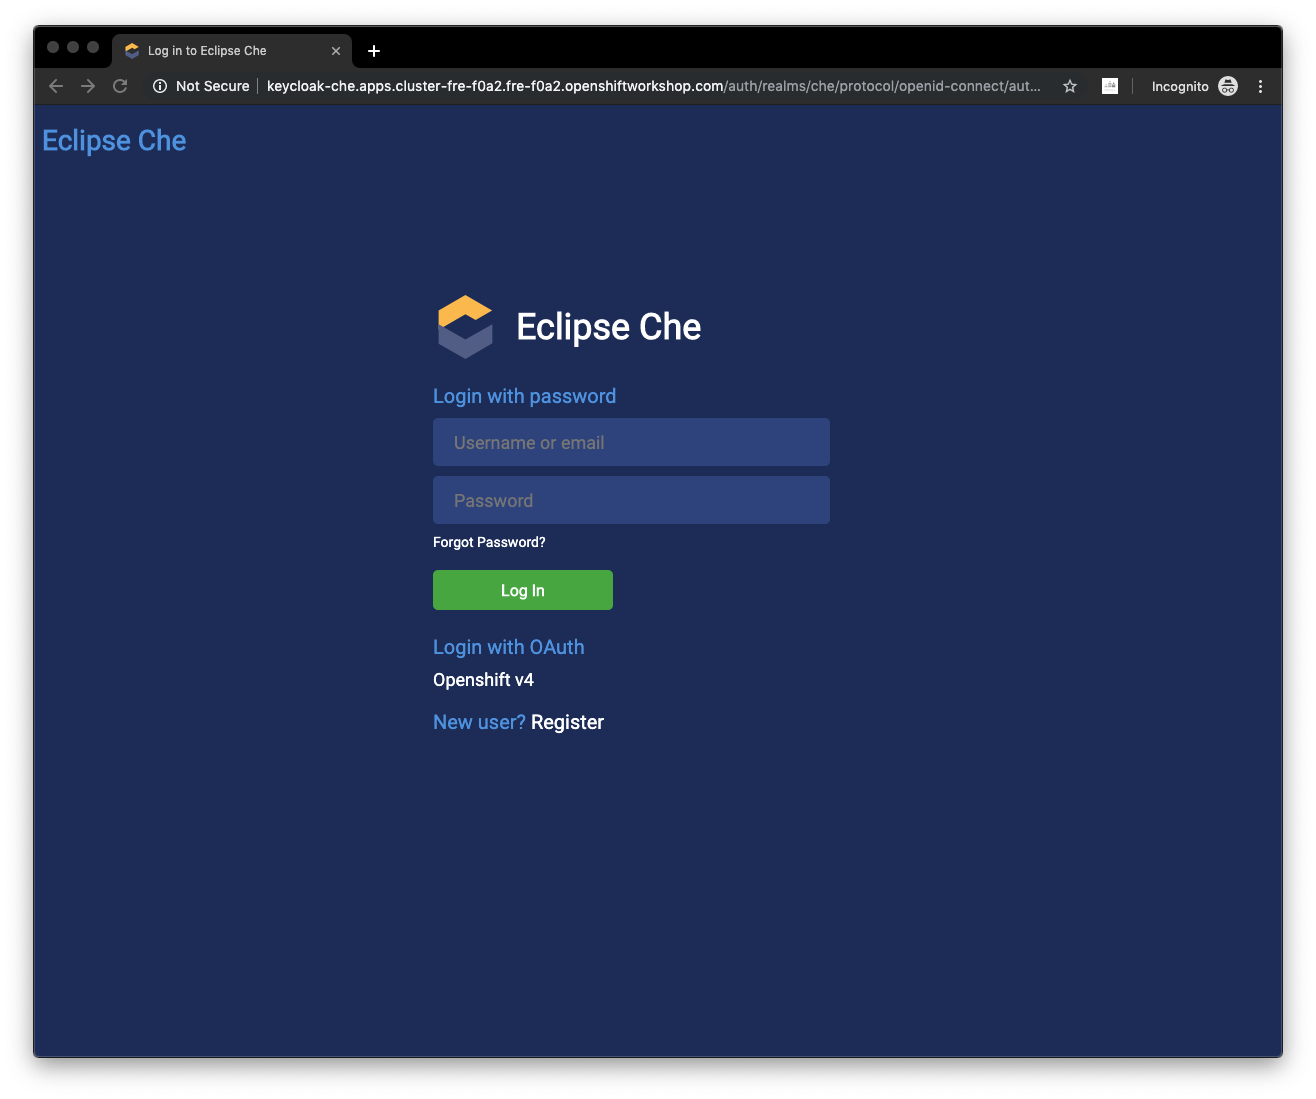 Log in to Eclipse Che
Not Secure keycloak-che.apps.cluster-fre-f0a2.fre-f0a2.openshiftworkshop.com/auth/realms/che/protocol/openid-connect/aut... Incognito
Eclipse Che
Eclipse Che
Login with password
Username or email
Password
Forgot Password?
Log In
Login with OAuth
Openshift v4
New user? Register